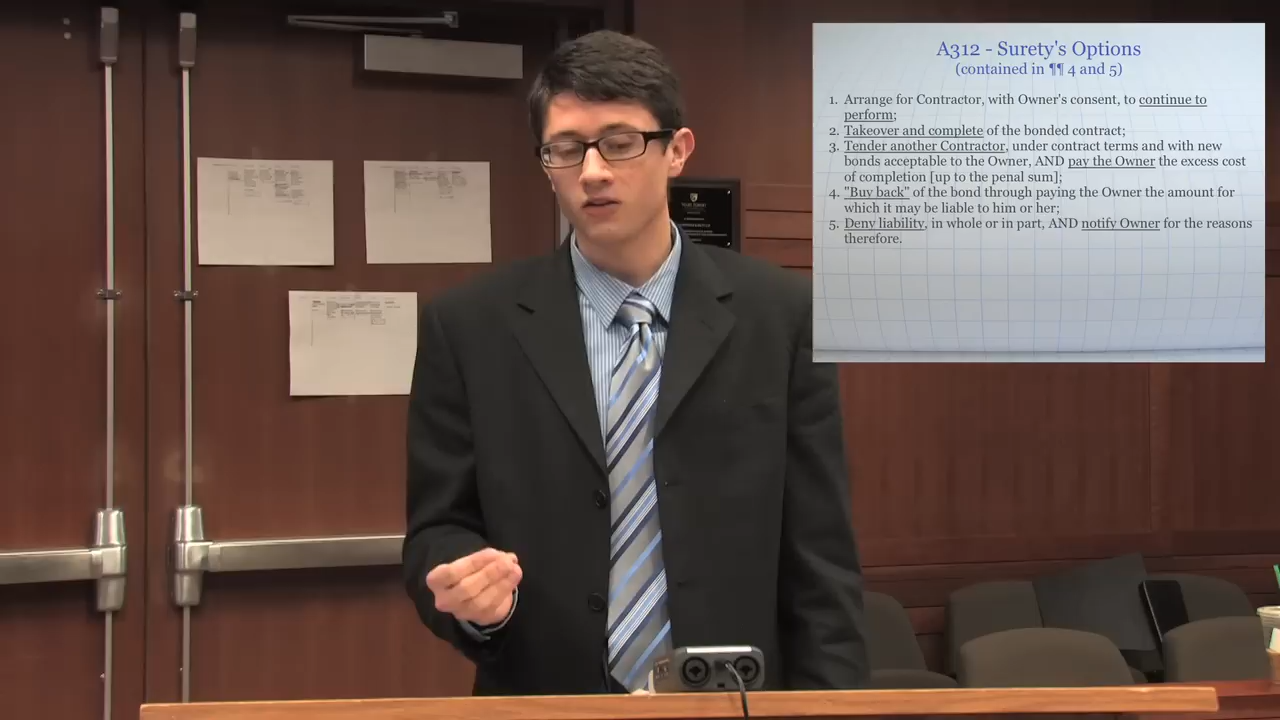 A312 - Surety's Options
(contained in ¶¶ 4 and 5)
1. Arrange for Contractor, with Owner's consent, to continue to
perform;
2. Takeover and complete of the bonded contract;
3. Tender another Contractor, under contract terms and with new
bonds acceptable to the Owner, AND pay the Owner the excess cost
of completion [up to the penal sum];
4. "Buy back" of the bond through paying the Owner the amount for
which it may be liable to him or her;
5. Deny liability, in whole or in part, AND notify Owner for the reasons
therefore.